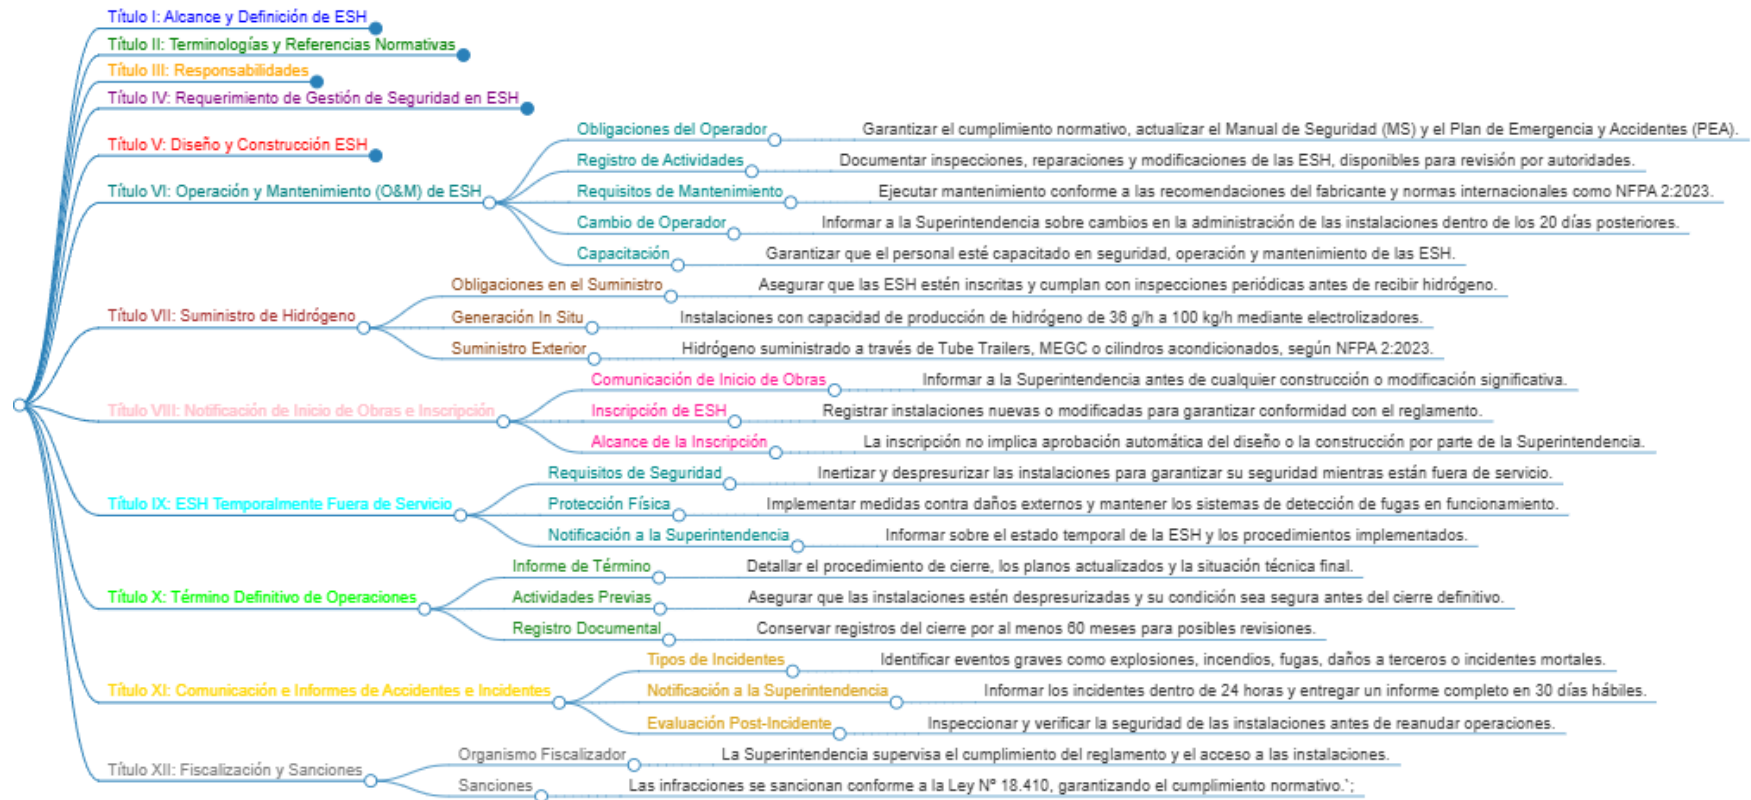 Título I: Alcance y Definición de ESH
Título II: Terminologías y Referencias Normativas
Título III: Responsabilidades
Título IV: Requerimiento de Gestión de Seguridad en ESH
Título V: Diseño y Construcción ESH
Título VI: Operación y Mantenimiento (O&M) de ESH
Obligaciones del Operador
Garantizar el cumplimiento normativo, actualizar el Manual de Seguridad (MS) y el Plan de Emergencia y Accidentes (PEA).
Registro de Actividades
Documentar inspecciones, reparaciones y modificaciones de las ESH, disponibles para revisión por autoridades.
Requisitos de Mantenimiento
Ejecutar mantenimiento conforme a las recomendaciones del fabricante y normas internacionales como NFPA 2:2023.
Cambio de Operador
Informar a la Superintendencia sobre cambios en la administración de las instalaciones dentro de los 20 días posteriores.
Capacitación
Garantizar que el personal esté capacitado en seguridad, operación y mantenimiento de las ESH.
Título VII: Suministro de Hidrógeno
Obligaciones en el Suministro
Asegurar que las ESH estén inscritas y cumplan con inspecciones periódicas antes de recibir hidrógeno.
Generación In Situ
Instalaciones con capacidad de producción de hidrógeno de 36 g/h a 100 kg/h mediante electrolizadores.
Suministro Exterior
Hidrógeno suministrado a través de Tube Trailers, MEGC o cilindros acondicionados, según NFPA 2:2023.
Título VIII: Notificación de Inicio de Obras e Inscripción
Comunicación de Inicio de Obras
Informar a la Superintendencia antes de cualquier construcción o modificación significativa.
Inscripción de ESH
Registrar instalaciones nuevas o modificadas para garantizar conformidad con el reglamento.
Alcance de la Inscripción
La inscripción no implica aprobación automática del diseño o la construcción por parte de la Superintendencia.
Título IX: ESH Temporalmente Fuera de Servicio
Requisitos de Seguridad
Inertizar y despresurizar las instalaciones para garantizar su seguridad mientras están fuera de servicio.
Protección Física
Implementar medidas contra daños externos y mantener los sistemas de detección de fugas en funcionamiento.
Notificación a la Superintendencia
Informar sobre el estado temporal de la ESH y los procedimientos implementados.
Título X: Término Definitivo de Operaciones
Informe de Término
Detallar el procedimiento de cierre, los planos actualizados y la situación técnica final.
Actividades Previas
Asegurar que las instalaciones estén despresurizadas y su condición sea segura antes del cierre definitivo.
Registro Documental
Conservar registros del cierre por al menos 60 meses para posibles revisiones.
Título XI: Comunicación e Informes de Accidentes e Incidentes
Tipos de Incidentes
Identificar eventos graves como explosiones, incendios, fugas, daños a terceros o incidentes mortales.
Notificación a la Superintendencia
Informar los incidentes dentro de 24 horas y entregar un informe completo en 30 días hábiles.
Evaluación Post-Incidente
Inspeccionar y verificar la seguridad de las instalaciones antes de reanudar operaciones.
Título XII: Fiscalización y Sanciones
Organismo Fiscalizador
La Superintendencia supervisa el cumplimiento del reglamento y el acceso a las instalaciones.
Sanciones
Las infracciones se sancionan conforme a la Ley Nº 18.410, garantizando el cumplimiento normativo.`;